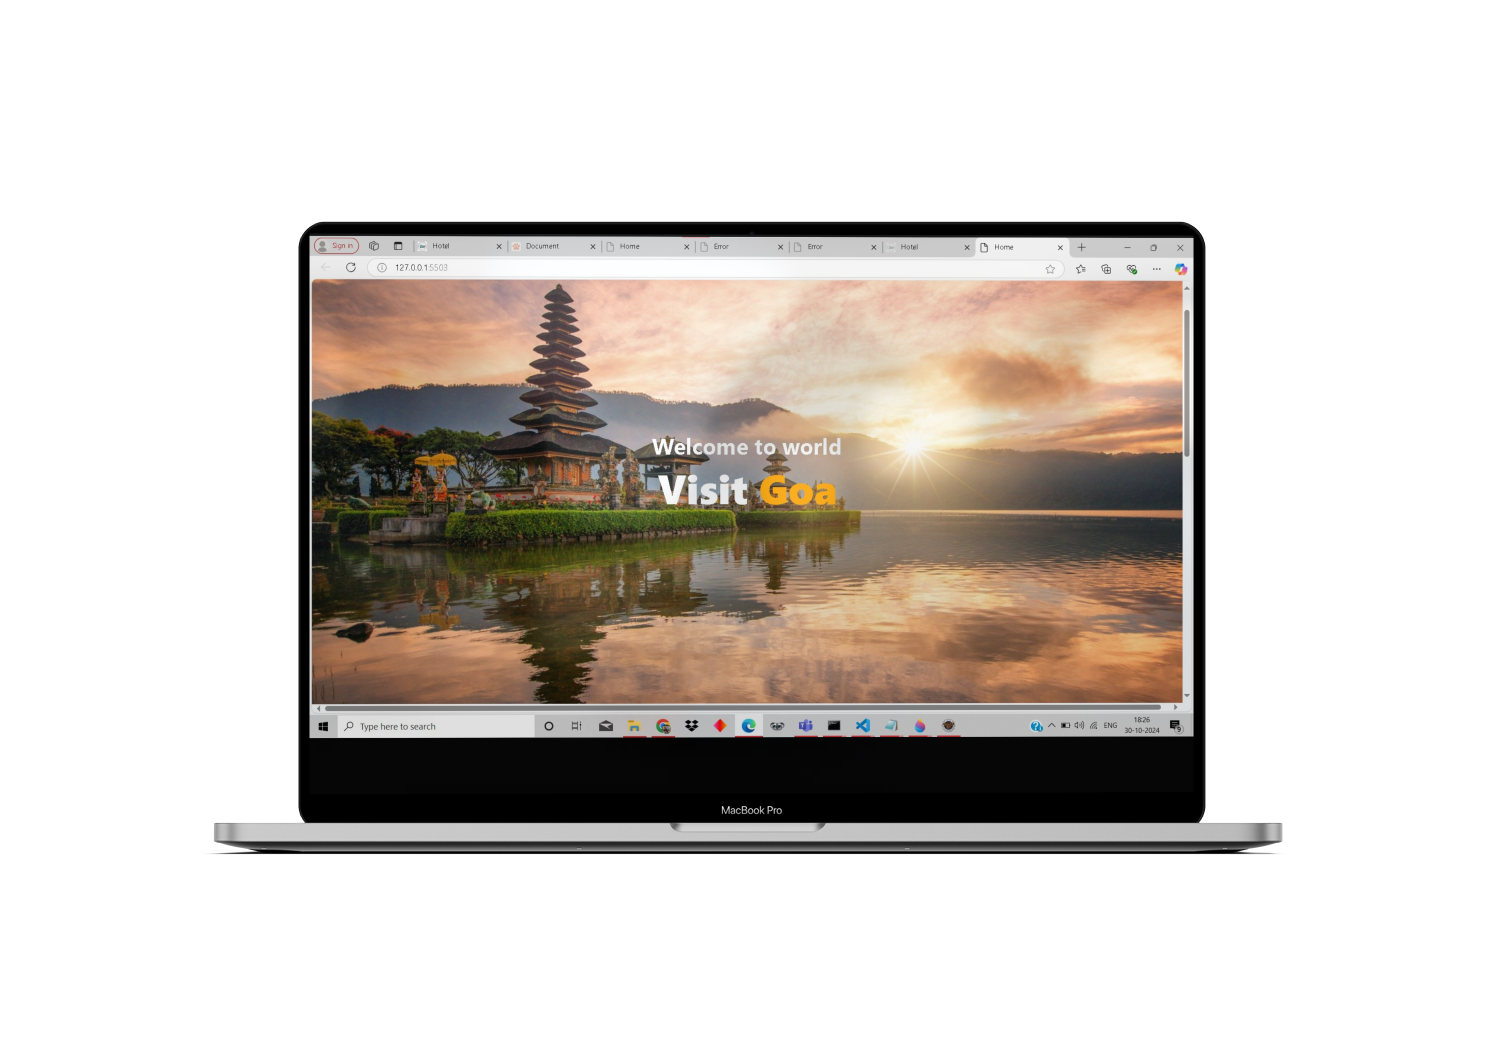 Sign in
Hotel
Document
Home
Error
Error
Hotel
Home
127.0.0.1:5503
Welcome to world
Visit Goa
Type here to search
ENG
18:26
30-10-2024
MacBook Pro